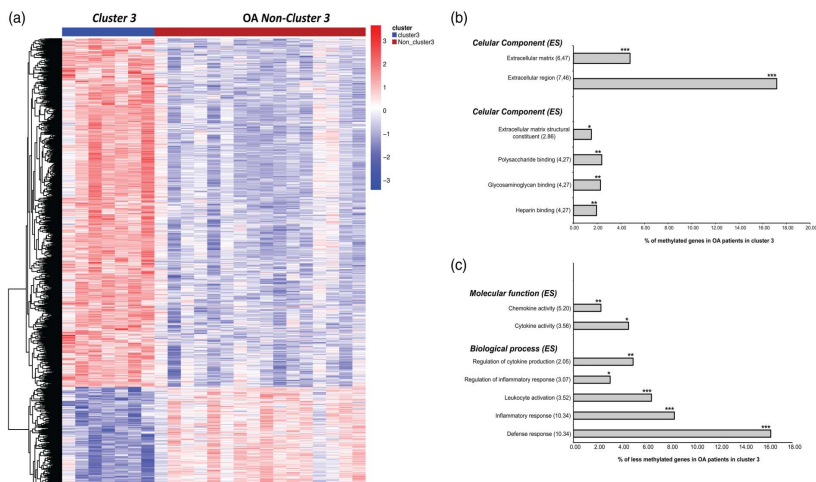 (a)
Cluster 3
OA Non-Cluster 3
cluster
cluster3
Non_cluster3
3
2
1
0
−1
−2
−3
(b)
Celular Component (ES)
Extracellular matrix (6,47)
***
Extracellular region (7,46)
***
Celular Component (ES)
Extracellular matrix structural
constituent (2.86)
*
Polysaccharide binding (4,27)
**
Glycosaminoglycan binding (4,27)
**
Heparin binding (4,27)
**
0.00 2.00 4.00 6.00 8.00 10.00 12.00 14.00 16.00 18.00 20.00
% of methylated genes in OA patients in cluster 3
(c)
Molecular function (ES)
Chemokine activity (5.20)
**
Cytokine activity (3.56)
*
Biological process (ES)
Regulation of cytokine production (2.05)
**
Regulation of inflammatory response (3.07)
*
Leukocyte activation (3.52)
***
Inflammatory response (10.34)
***
Defense response (10.34)
***
0.00 2.00 4.00 6.00 8.00 10.00 12.00 14.00 16.00 18.00
% of less methylated genes in OA patients in cluster 3